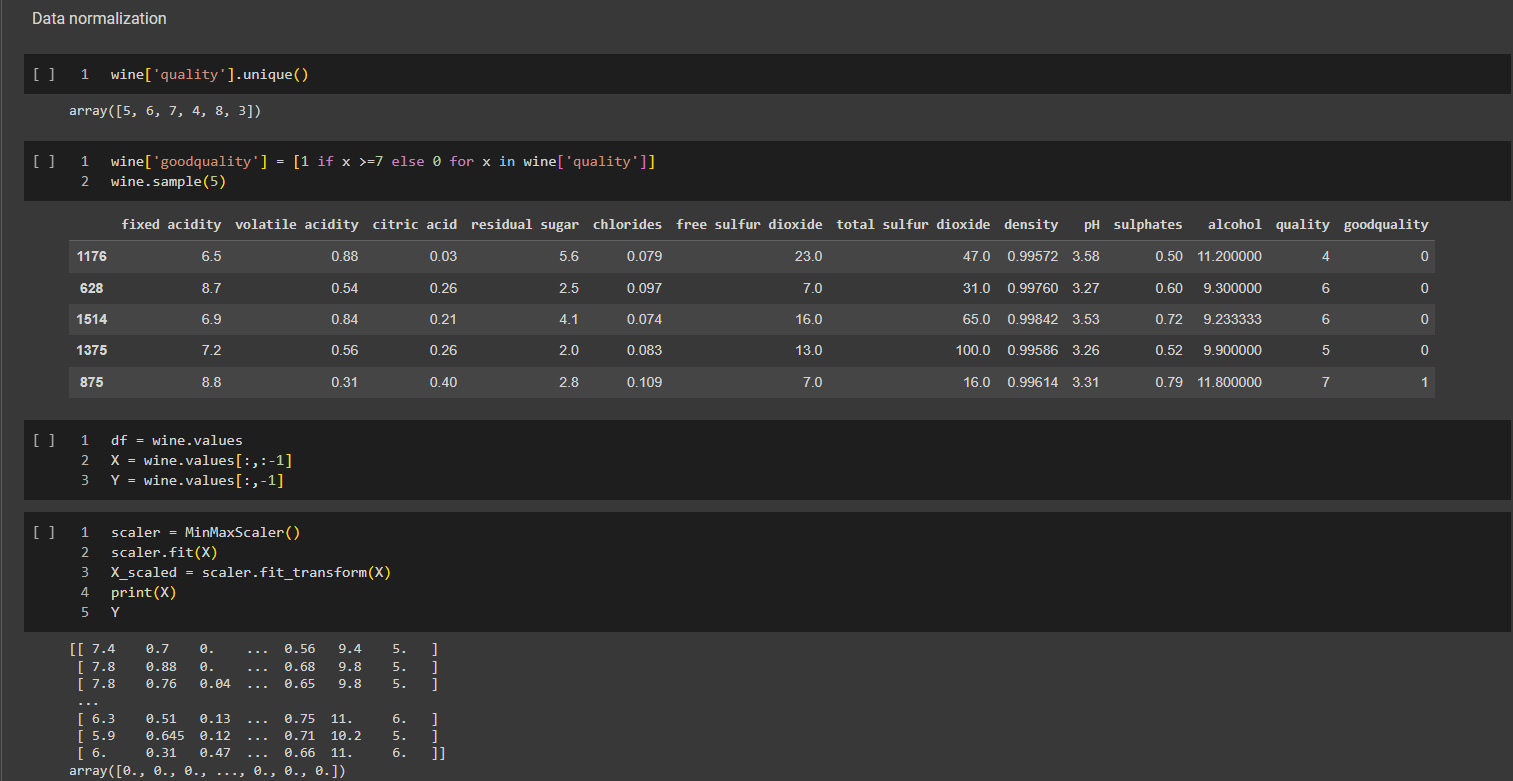 Data normalization
[ ] 1 wine['quality'].unique()
array([5, 6, 7, 4, 8, 3])
[ ] 1 wine['goodquality'] = [1 if x >=7 else 0 for x in wine['quality']]
2 wine.sample(5)
fixed acidity volatile acidity citric acid residual sugar chlorides free sulfur dioxide total sulfur dioxide density pH sulphates alcohol quality goodquality
1176 6.5 0.88 0.03 5.6 0.079 23.0 47.0 0.99572 3.58 0.50 11.200000 4 0
628 8.7 0.54 0.26 2.5 0.097 7.0 31.0 0.99760 3.27 0.60 9.300000 6 0
1514 6.9 0.84 0.21 4.1 0.074 16.0 65.0 0.99842 3.53 0.72 9.233333 6 0
1375 7.2 0.56 0.26 2.0 0.083 13.0 100.0 0.99586 3.26 0.52 9.900000 5 0
875 8.8 0.31 0.40 2.8 0.109 7.0 16.0 0.99614 3.31 0.79 11.800000 7 1
[ ] 1 df = wine.values
2 X = wine.values[:,:-1]
3 Y = wine.values[:,-1]
[ ] 1 scaler = MinMaxScaler()
2 scaler.fit(X)
3 X_scaled = scaler.fit_transform(X)
4 print(X)
5 Y
[[ 7.4 0.7 0. ... 0.56 9.4 5. ]
[ 7.8 0.88 0. ... 0.68 9.8 5. ]
[ 7.8 0.76 0.04 ... 0.65 9.8 5. ]
...
[ 6.3 0.51 0.13 ... 0.75 11. 6. ]
[ 5.9 0.645 0.12 ... 0.71 10.2 5. ]
[ 6. 0.31 0.47 ... 0.66 11. 6. ]]
array([0., 0., 0., ..., 0., 0., 0.])